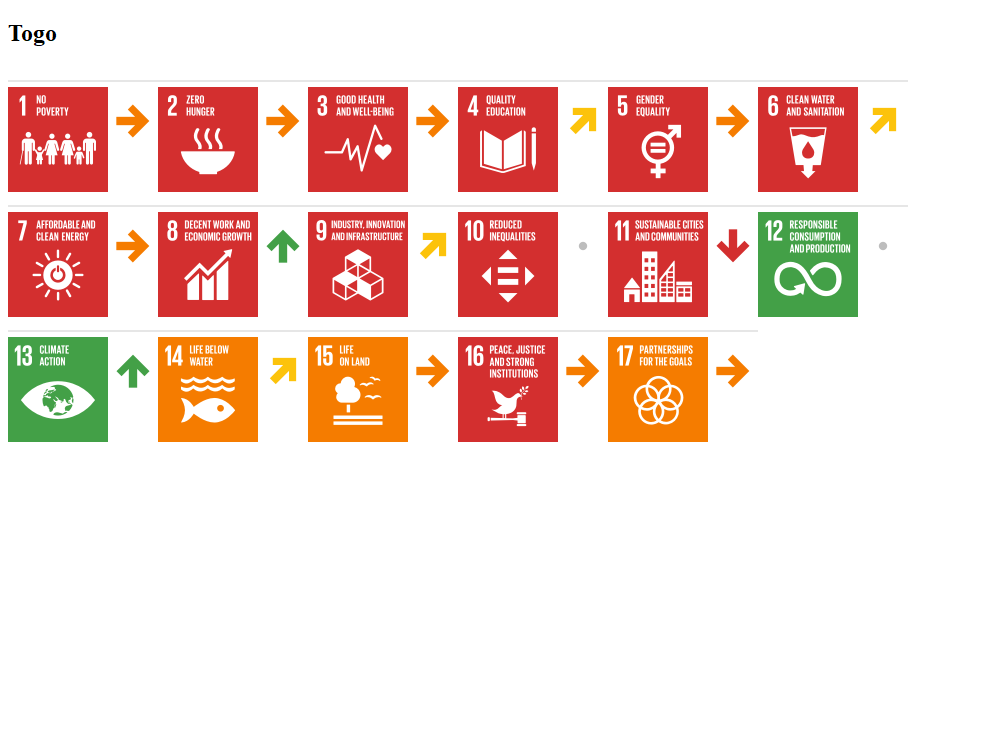 Togo
1 NO
POVERTY
2 ZERO
HUNGER
3 GOOD HEALTH
AND WELL-BEING
4 QUALITY
EDUCATION
5 GENDER
EQUALITY
6 CLEAN WATER
AND SANITATION
7 AFFORDABLE AND
CLEAN ENERGY
8 DECENT WORK AND
ECONOMIC GROWTH
9 INDUSTRY, INNOVATION
AND INFRASTRUCTURE
10 REDUCED
INEQUALITIES
11 SUSTAINABLE CITIES
AND COMMUNITIES
12 RESPONSIBLE
CONSUMPTION
AND PRODUCTION
13 CLIMATE
ACTION
14 LIFE BELOW
WATER
15 LIFE
ON LAND
16 PEACE, JUSTICE
AND STRONG
INSTITUTIONS
17 PARTNERSHIPS
FOR THE GOALS